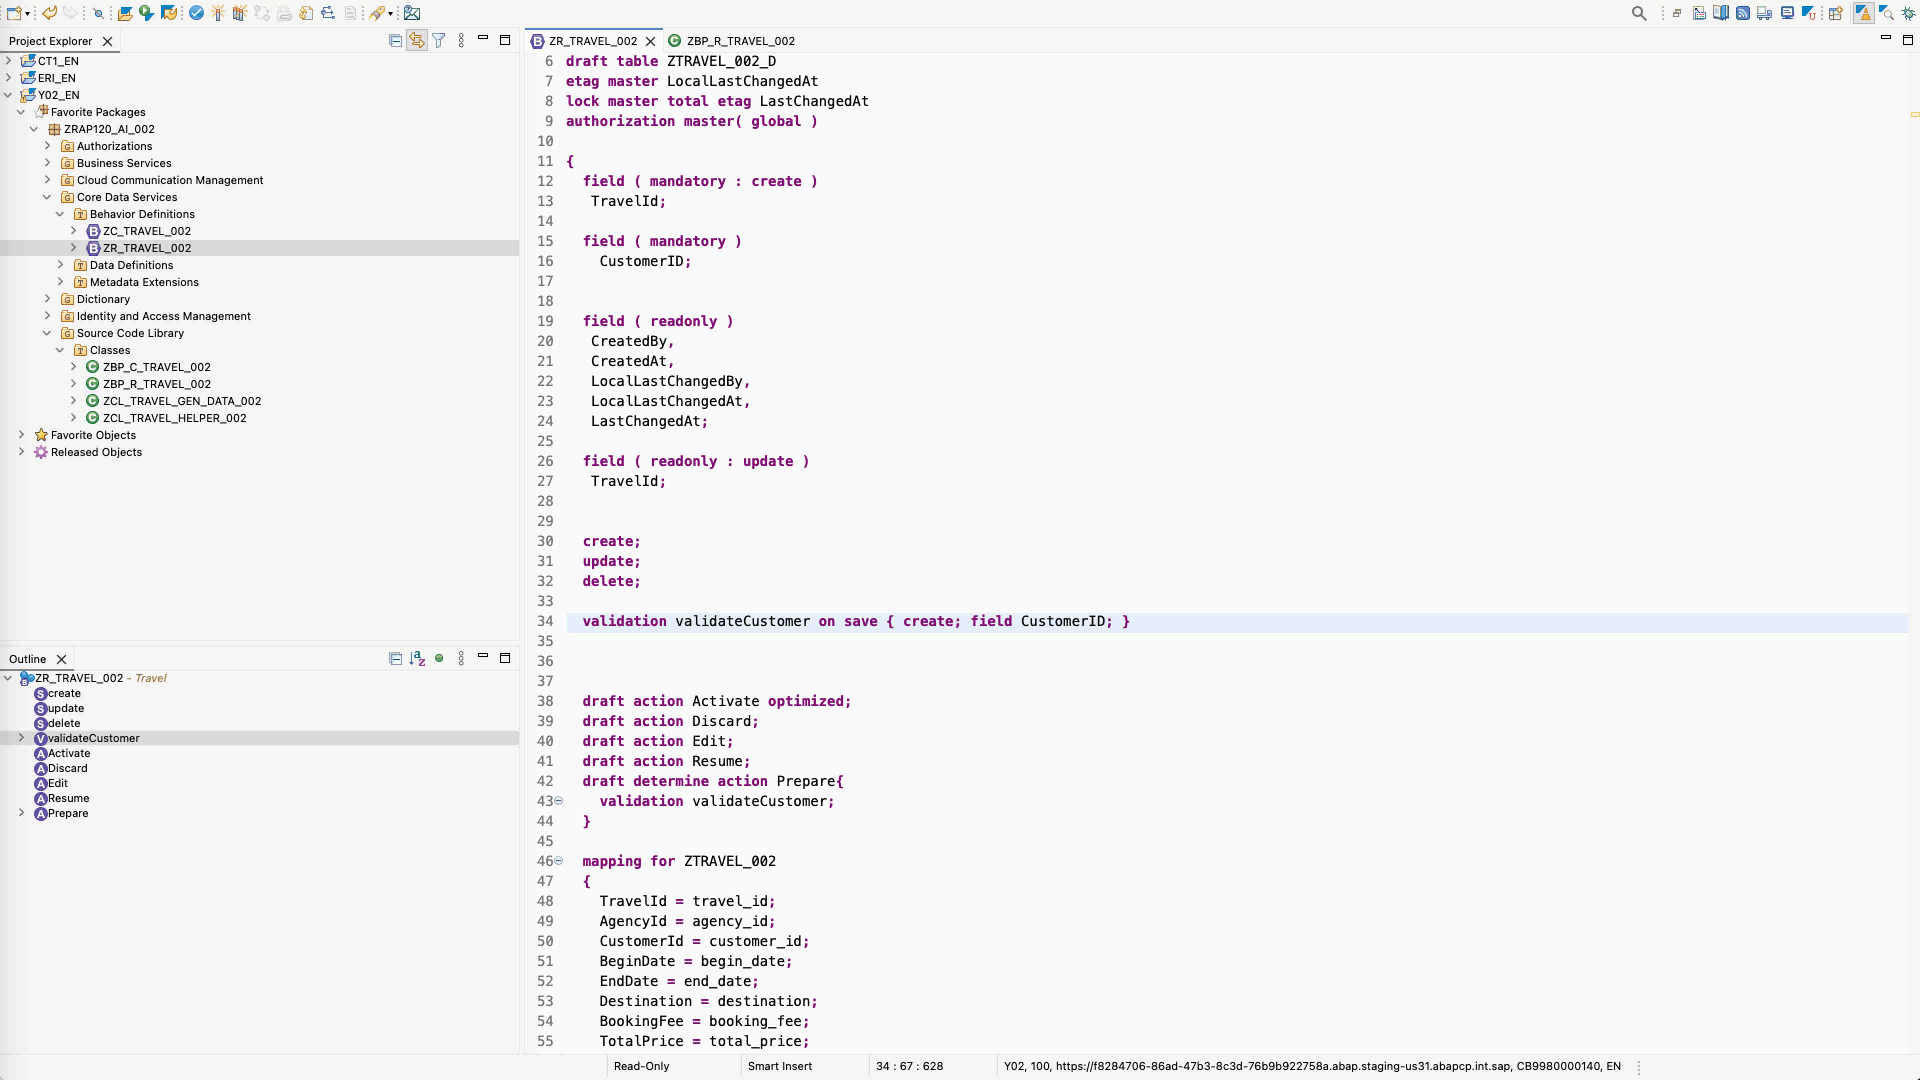 Project Explorer
CT1_EN
ERI_EN
Y02_EN
Favorite Packages
ZRAP120_AI_002
Authorizations
Business Services
Cloud Communication Management
Core Data Services
Behavior Definitions
ZC_TRAVEL_002
ZR_TRAVEL_002
Data Definitions
Metadata Extensions
Dictionary
Identity and Access Management
Source Code Library
Classes
ZBP_C_TRAVEL_002
ZBP_R_TRAVEL_002
ZCL_TRAVEL_GEN_DATA_002
ZCL_TRAVEL_HELPER_002
Favorite Objects
Released Objects
Outline
ZR_TRAVEL_002 - Travel
create
update
delete
validateCustomer
Activate
Discard
Edit
Resume
Prepare
ZR_TRAVEL_002 ZBP_R_TRAVEL_002
6 draft table ZTRAVEL_002_D
7 etag master LocalLastChangedAt
8 lock master total etag LastChangedAt
9 authorization master( global )
10
11 {
12 field ( mandatory : create )
13 TravelId;
14
15 field ( mandatory )
16 CustomerID;
17
18
19 field ( readonly )
20 CreatedBy,
21 CreatedAt,
22 LocalLastChangedBy,
23 LocalLastChangedAt,
24 LastChangedAt;
25
26 field ( readonly : update )
27 TravelId;
28
29
30 create;
31 update;
32 delete;
33
34 validation validateCustomer on save { create; field CustomerID; }
35
36
37
38 draft action Activate optimized;
39 draft action Discard;
40 draft action Edit;
41 draft action Resume;
42 draft determine action Prepare{
43 validation validateCustomer;
44 }
45
46 mapping for ZTRAVEL_002
47 {
48 TravelId = travel_id;
49 AgencyId = agency_id;
50 CustomerId = customer_id;
51 BeginDate = begin_date;
52 EndDate = end_date;
53 Destination = destination;
54 BookingFee = booking_fee;
55 TotalPrice = total_price;
Read-Only Smart Insert 34 : 67 : 628 Y02, 100, https://f8284706-86ad-47b3-8c3d-76b9b922758a.abap.staging-us31.abapcp.int.sap, CB9980000140, EN